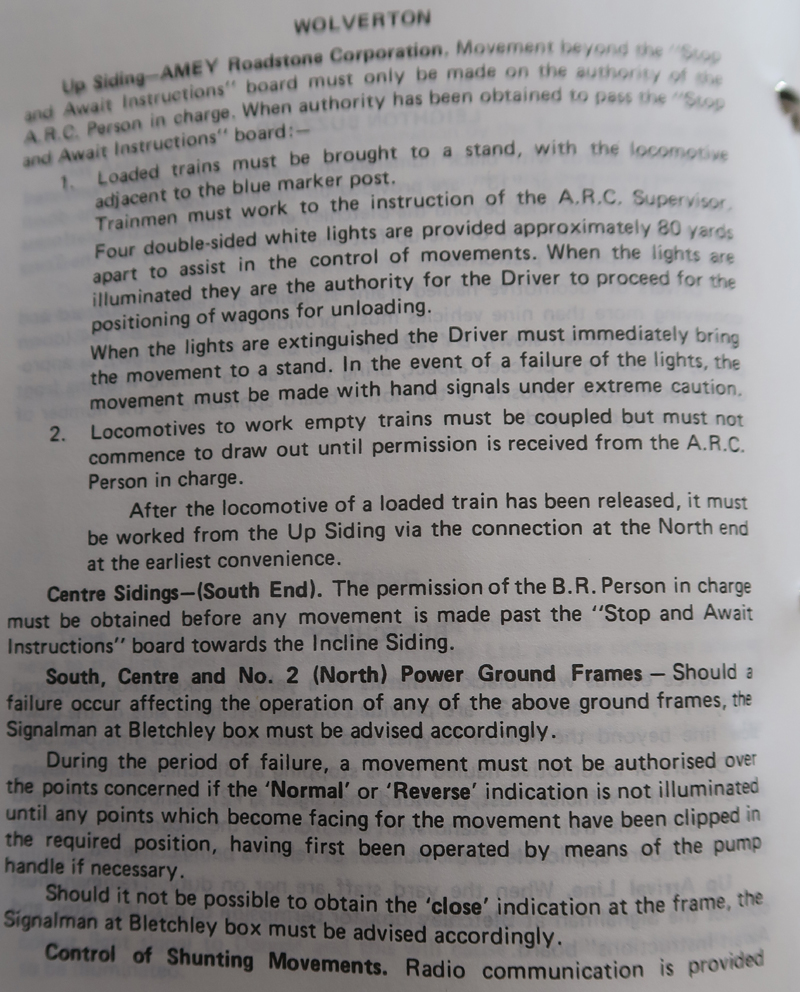 WOLVERTON
Up Siding—AMEY Roadstone Corporation. Movement beyond the "Stop
and Await Instructions" board must only be made on the authority of the
A.R.C. Person in charge. When authority has been obtained to pass the "Stop
and Await Instructions" board:—
1. Loaded trains must be brought to a stand, with the locomotive
adjacent to the blue marker post.
Trainmen must work to the instruction of the A.R.C. Supervisor.
Four double-sided white lights are provided approximately 80 yards
apart to assist in the control of movements. When the lights are
illuminated they are the authority for the Driver to proceed for the
positioning of wagons for unloading.
When the lights are extinguished the Driver must immediately bring
the movement to a stand. In the event of a failure of the lights, the
movement must be made with hand signals under extreme caution.
2. Locomotives to work empty trains must be coupled but must not
commence to draw out until permission is received from the A.R.C.
Person in charge.
After the locomotive of a loaded train has been released, it must
be worked from the Up Siding via the connection at the North end
at the earliest convenience.
Centre Sidings—(South End). The permission of the B.R. Person in charge
must be obtained before any movement is made past the "Stop and Await
Instructions" board towards the Incline Siding.
South, Centre and No. 2 (North) Power Ground Frames — Should a
failure occur affecting the operation of any of the above ground frames, the
Signalman at Bletchley box must be advised accordingly.
During the period of failure, a movement must not be authorised over
the points concerned if the 'Normal' or 'Reverse' indication is not illuminated
until any points which become facing for the movement have been clipped in
the required position, having first been operated by means of the pump
handle if necessary.
Should it not be possible to obtain the 'close' indication at the frame, the
Signalman at Bletchley box must be advised accordingly.
Control of Shunting Movements. Radio communication is provided